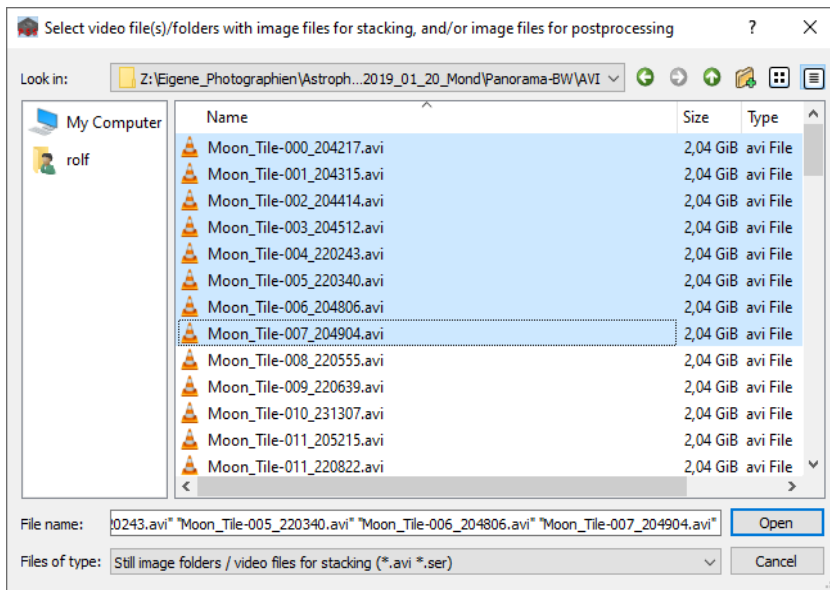 Select video file(s)/folders with image files for stacking, and/or image files for postprocessing ?
Look in: Z:\Eigene_Photographien\Astroph...2019_01_20_Mond\Panorama-BW\AVI
My Computer
rolf
Name Size Type
Moon_Tile-000_204217.avi 2,04 GiB avi File
Moon_Tile-001_204315.avi 2,04 GiB avi File
Moon_Tile-002_204414.avi 2,04 GiB avi File
Moon_Tile-003_204512.avi 2,04 GiB avi File
Moon_Tile-004_220243.avi 2,04 GiB avi File
Moon_Tile-005_220340.avi 2,04 GiB avi File
Moon_Tile-006_204806.avi 2,04 GiB avi File
Moon_Tile-007_204904.avi 2,04 GiB avi File
Moon_Tile-008_220555.avi 2,04 GiB avi File
Moon_Tile-009_220639.avi 2,04 GiB avi File
Moon_Tile-010_231307.avi 2,04 GiB avi File
Moon_Tile-011_205215.avi 2,04 GiB avi File
Moon_Tile-011_220822.avi 2,04 GiB avi File
File name: 20243.avi" "Moon_Tile-005_220340.avi" "Moon_Tile-006_204806.avi" "Moon_Tile-007_204904.avi" Open
Files of type: Still image folders / video files for stacking (*.avi *.ser) Cancel